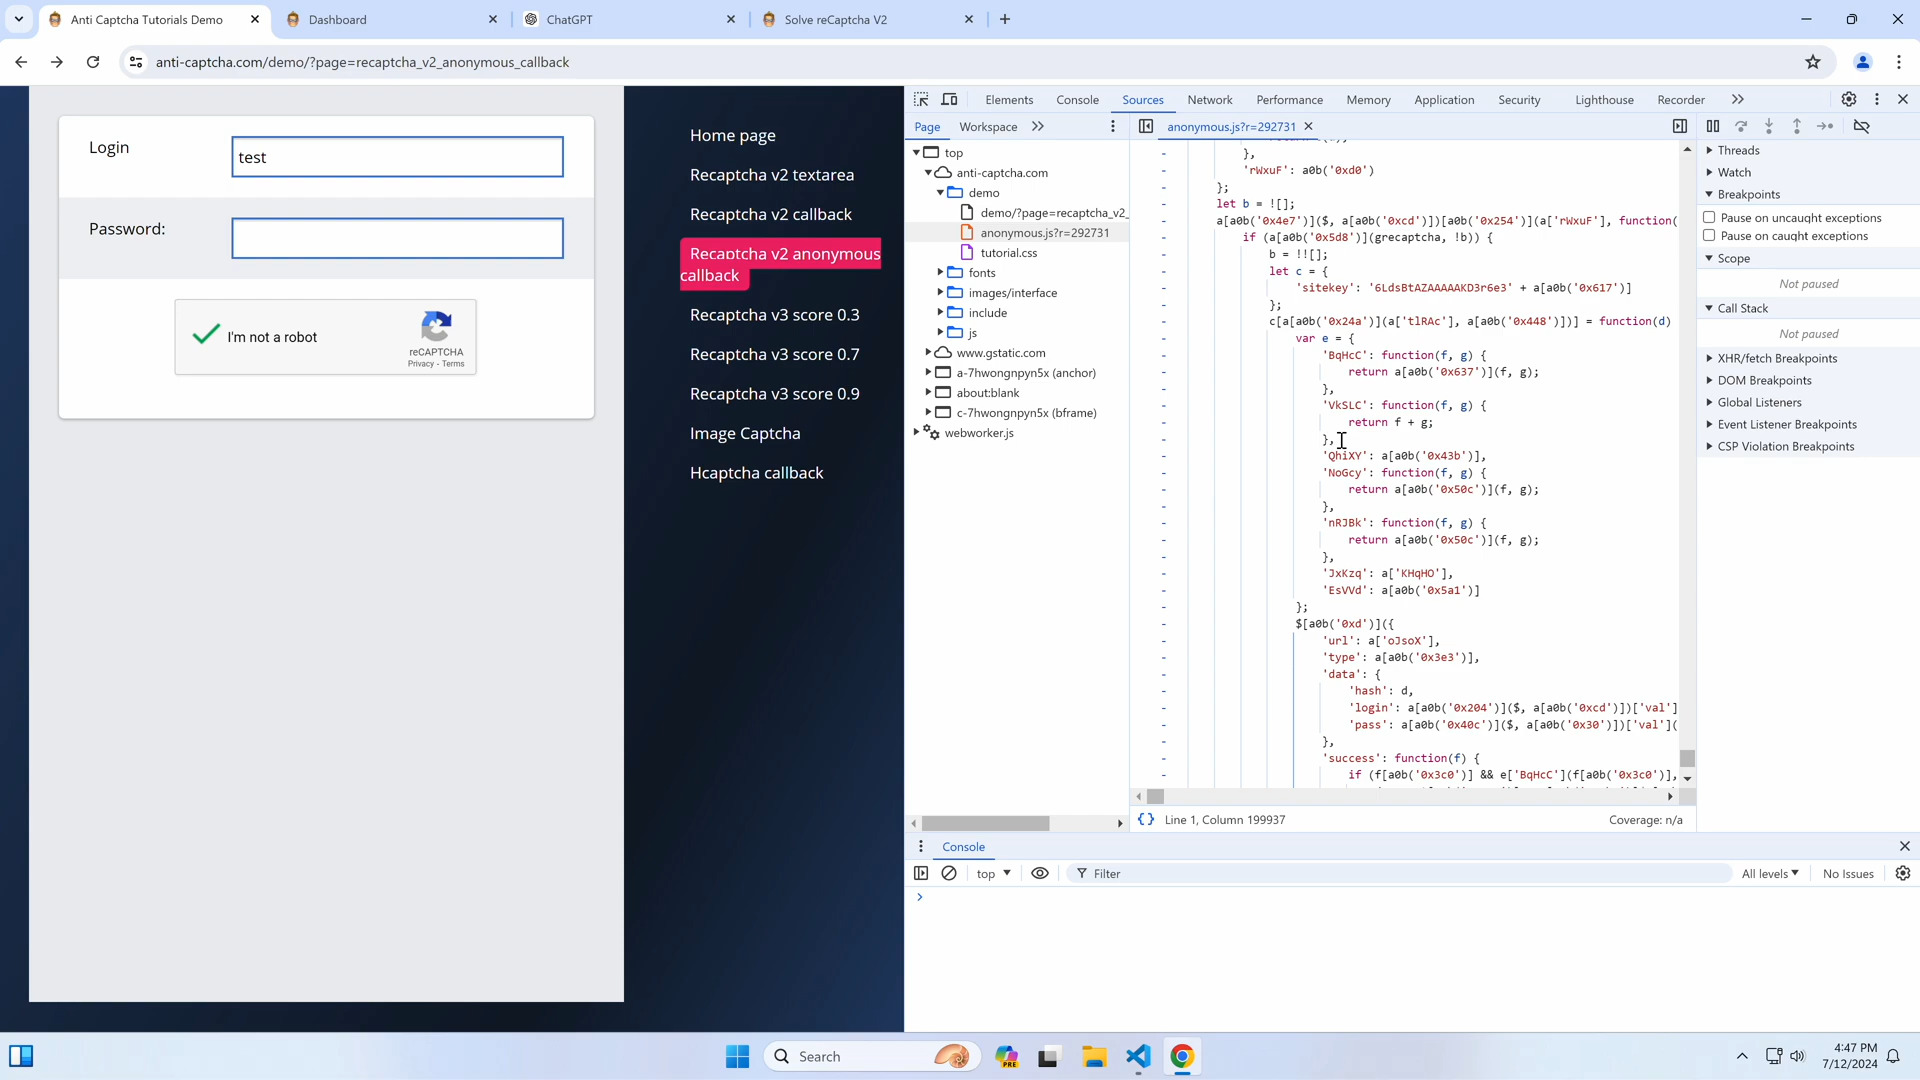 Anti Captcha Tutorials Demo
Dashboard
ChatGPT
Solve reCaptcha V2
anti-captcha.com/demo/?page=recaptcha_v2_anonymous_callback
Login
test
Password:
I'm not a robot
reCAPTCHA
Privacy - Terms
Home page
Recaptcha v2 textarea
Recaptcha v2 callback
Recaptcha v2 anonymous
callback
Recaptcha v3 score 0.3
Recaptcha v3 score 0.7
Recaptcha v3 score 0.9
Image Captcha
Hcaptcha callback
Elements Console Sources Network Performance Memory Application Security Lighthouse Recorder
Page Workspace
top
anti-captcha.com
demo
demo/?page=recaptcha_v2_
anonymous.js?r=292731
tutorial.css
fonts
images/interface
include
js
www.gstatic.com
a-7hwongnpyn5x (anchor)
about:blank
c-7hwongnpyn5x (bframe)
webworker.js
anonymous.js?r=292731
},
'rWxuF': a0b('0xd0')
};
let b = ![];
a[a0b('0x4e7')]($, a[a0b('0xcd')])[a0b('0x254')](a['rWxuF'], function(
if (a[a0b('0x5d8')](grecaptcha, !b)) {
b = !![];
let c = {
'sitekey': '6LdsBtAZAAAAAKD3r6e3' + a[a0b('0x617')]
};
c[a[a0b('0x24a')](a['tlRAc'], a[a0b('0x448')])] = function(d)
var e = {
'BqHcC': function(f, g) {
return a[a0b('0x637')](f, g);
},
'VkSLC': function(f, g) {
return f + g;
},
'QhiXY': a[a0b('0x43b')],
'NoGcy': function(f, g) {
return a[a0b('0x50c')](f, g);
},
'nRJBk': function(f, g) {
return a[a0b('0x50c')](f, g);
},
'JxKzq': a['KHqHO'],
'EsVVd': a[a0b('0x5a1')]
};
$[a0b('0xd')]({
'url': a['oJsoX'],
'type': a[a0b('0x3e3')],
'data': {
'hash': d,
'login': a[a0b('0x204')]($, a[a0b('0xcd')])['val']
'pass': a[a0b('0x40c')]($, a[a0b('0x30')])['val'](
},
'success': function(f) {
if (f[a0b('0x3c0')] && e['BqHcC'](f[a0b('0x3c0')],
{} Line 1, Column 199937
Coverage: n/a
Threads
Watch
Breakpoints
Pause on uncaught exceptions
Pause on caught exceptions
Scope
Not paused
Call Stack
Not paused
XHR/fetch Breakpoints
DOM Breakpoints
Global Listeners
Event Listener Breakpoints
CSP Violation Breakpoints
Console
top
Filter
All levels
No Issues
Search
PRE
4:47 PM
7/12/2024